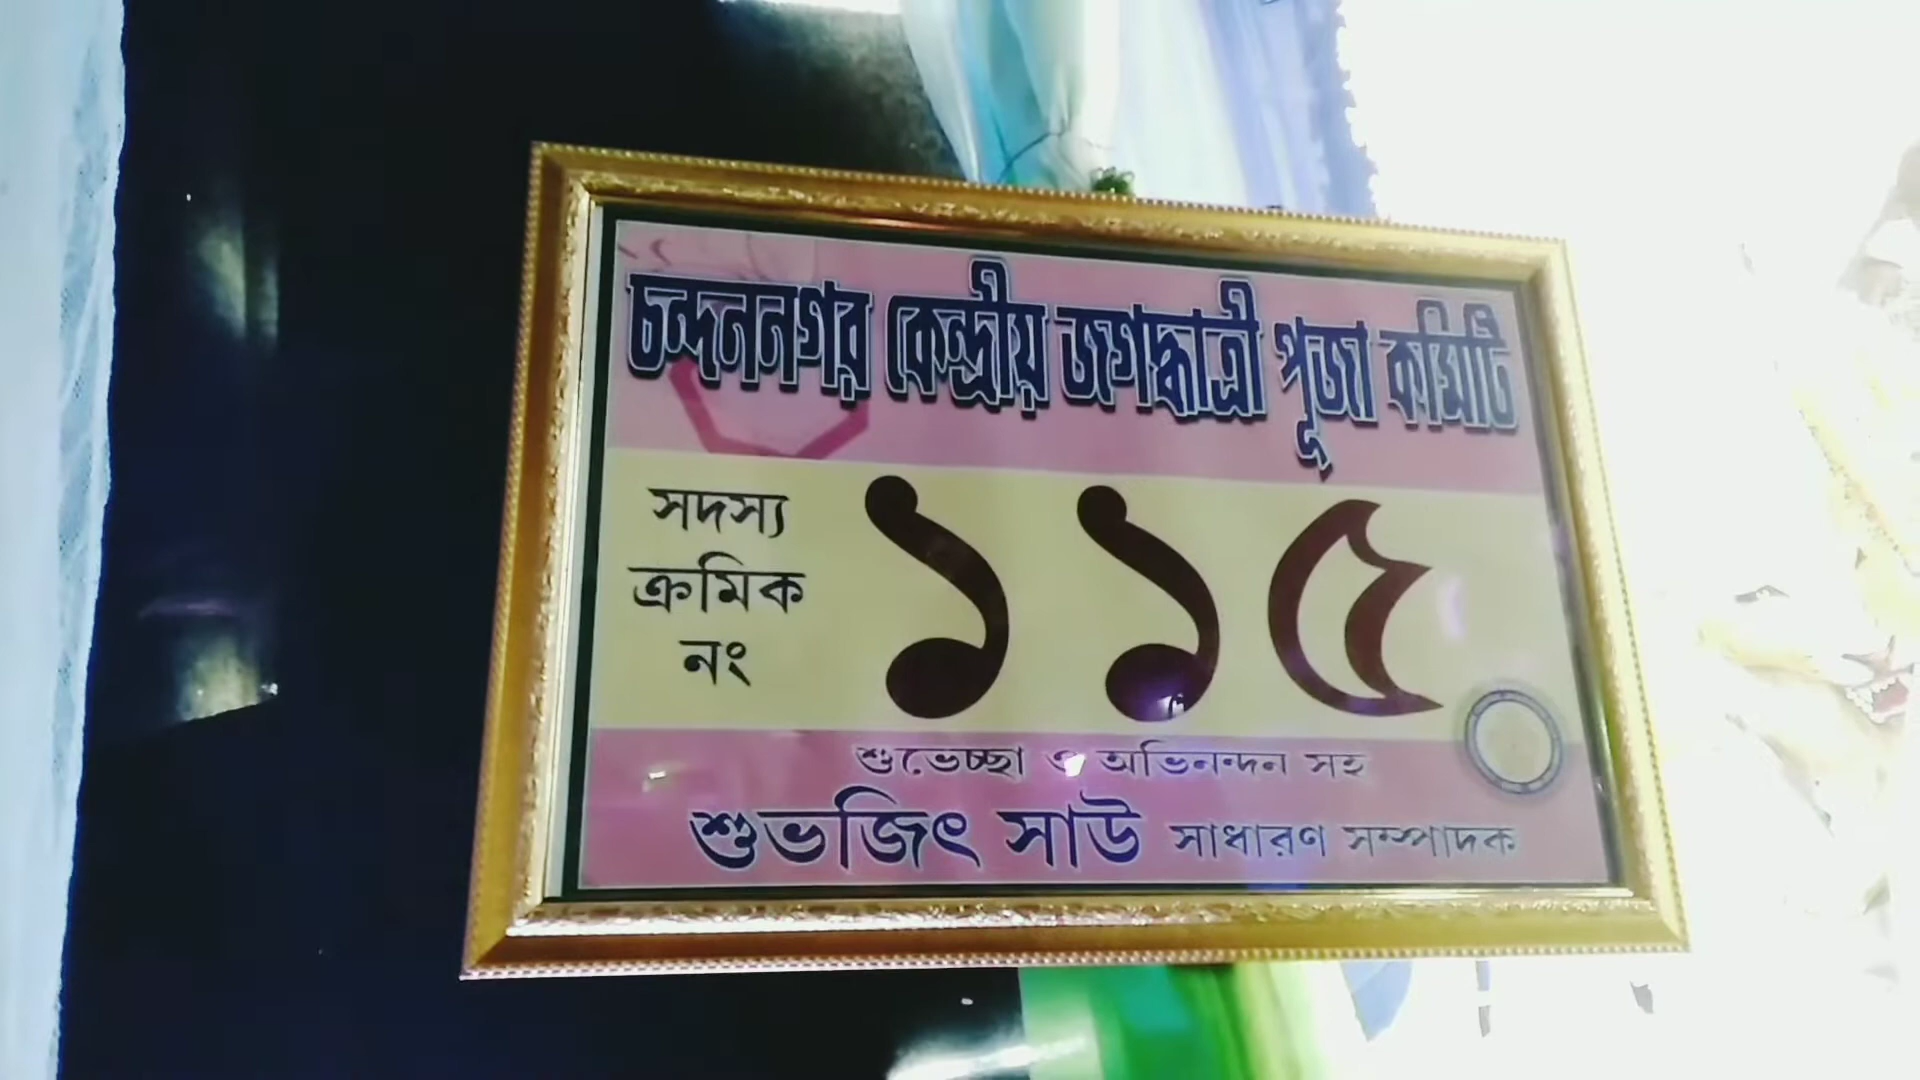 চন্দননগর কেন্দ্রীয় জগদ্ধাত্রী পূজা কমিটি
সদস্য
ক্রমিক
নং
১১৫
শুভেচ্ছা ও অভিনন্দন সহ
শুভজিৎ সাউ সাধারণ সম্পাদক